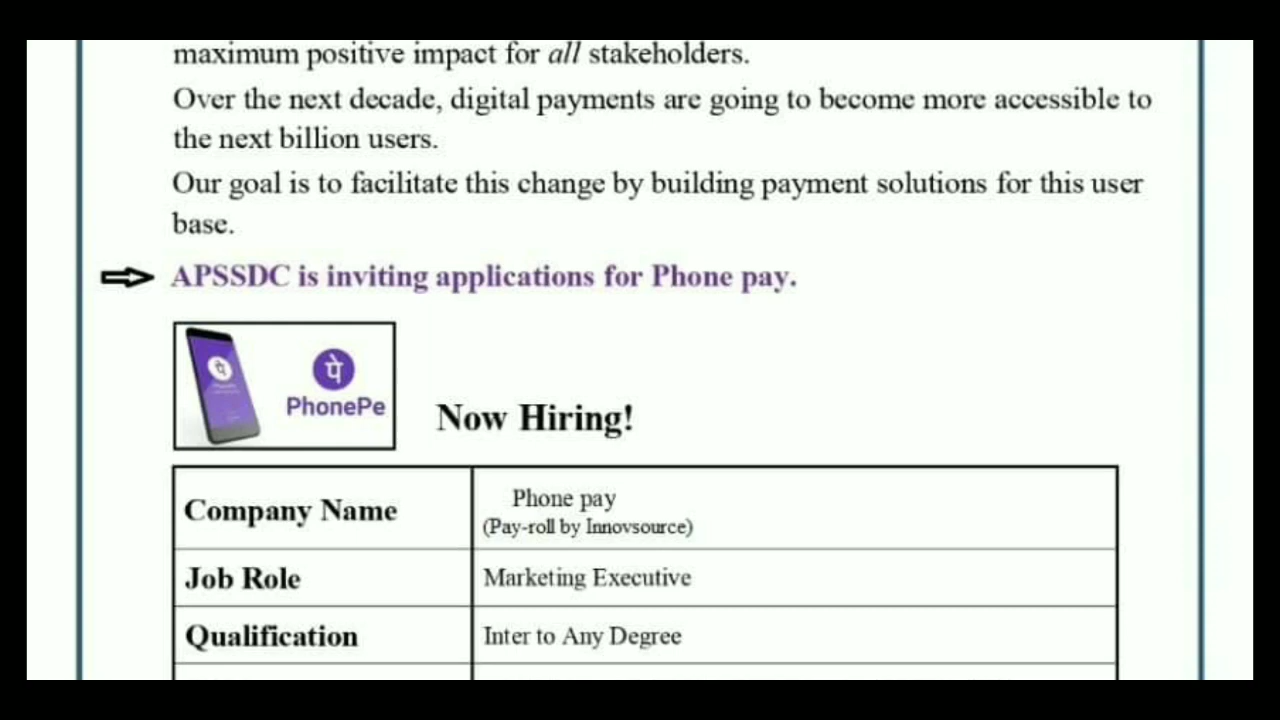 maximum positive impact for all stakeholders.
Over the next decade, digital payments are going to become more accessible to
the next billion users.
Our goal is to facilitate this change by building payment solutions for this user
base.
APSSDC is inviting applications for Phone pay.
पे
पे
PhonePe
Now Hiring!
Company Name
Phone pay
(Pay-roll by Innovsource)
Job Role
Marketing Executive
Qualification
Inter to Any Degree